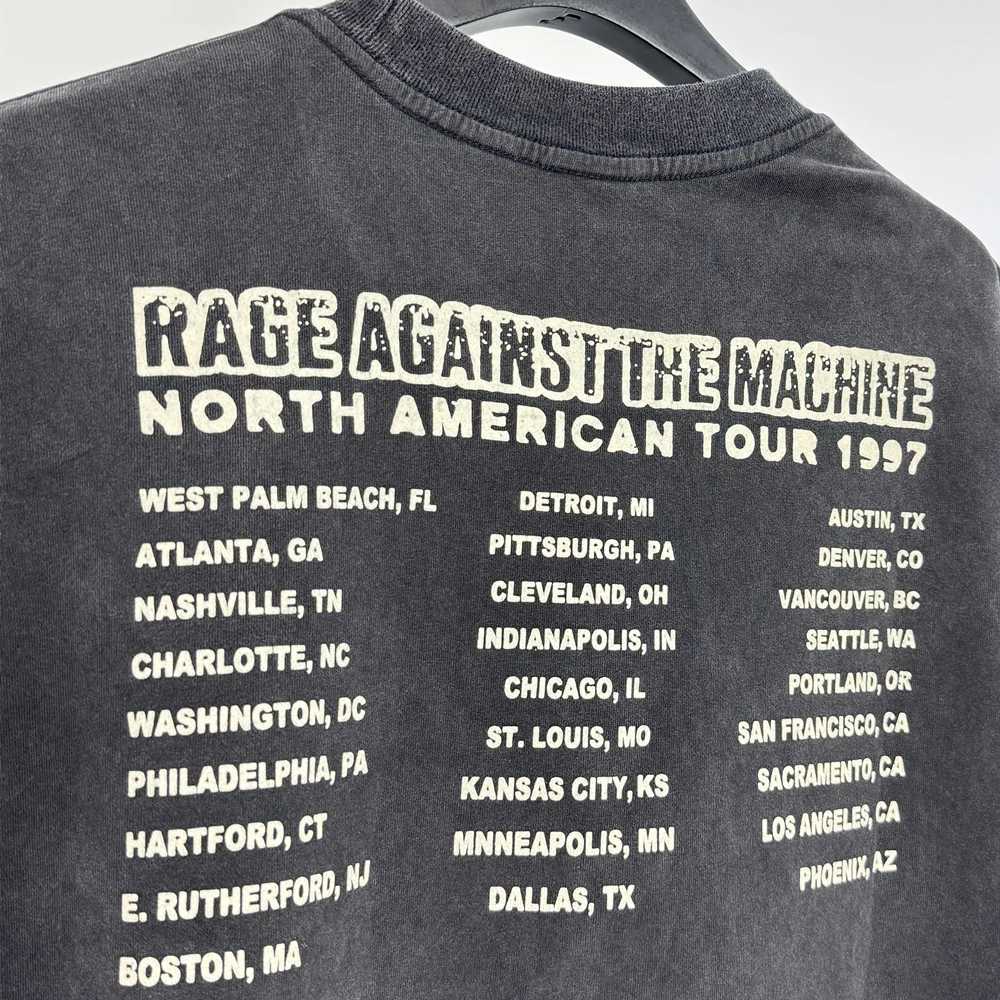 RAGE AGAINST THE MACHINE
NORTH AMERICAN TOUR 1997
WEST PALM BEACH, FL
ATLANTA, GA
NASHVILLE, TN
CHARLOTTE, NC
WASHINGTON, DC
PHILADELPHIA, PA
HARTFORD, CT
E. RUTHERFORD, NJ
BOSTON, MA
DETROIT, MI
PITTSBURGH, PA
CLEVELAND, OH
INDIANAPOLIS, IN
CHICAGO, IL
ST. LOUIS, MO
KANSAS CITY, KS
MNNEAPOLIS, MN
DALLAS, TX
AUSTIN, TX
DENVER, CO
VANCOUVER, BC
SEATTLE, WA
PORTLAND, OR
SAN FRANCISCO, CA
SACRAMENTO, CA
LOS ANGELES, CA
PHOENIX, AZ